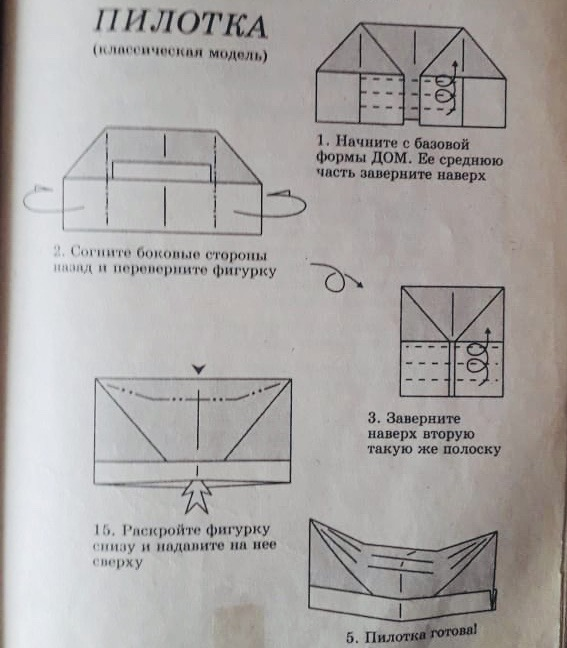 ПИЛОТКА
(классическая модель)
1. Начните с базовой
формы ДОМ. Ее среднюю
часть заверните наверх
2. Согните боковые стороны
назад и переверните фигурку
3. Заверните
наверх вторую
такую же полоску
15. Раскройте фигурку
снизу и надавите на нее
сверху
5. Пилотка готова!